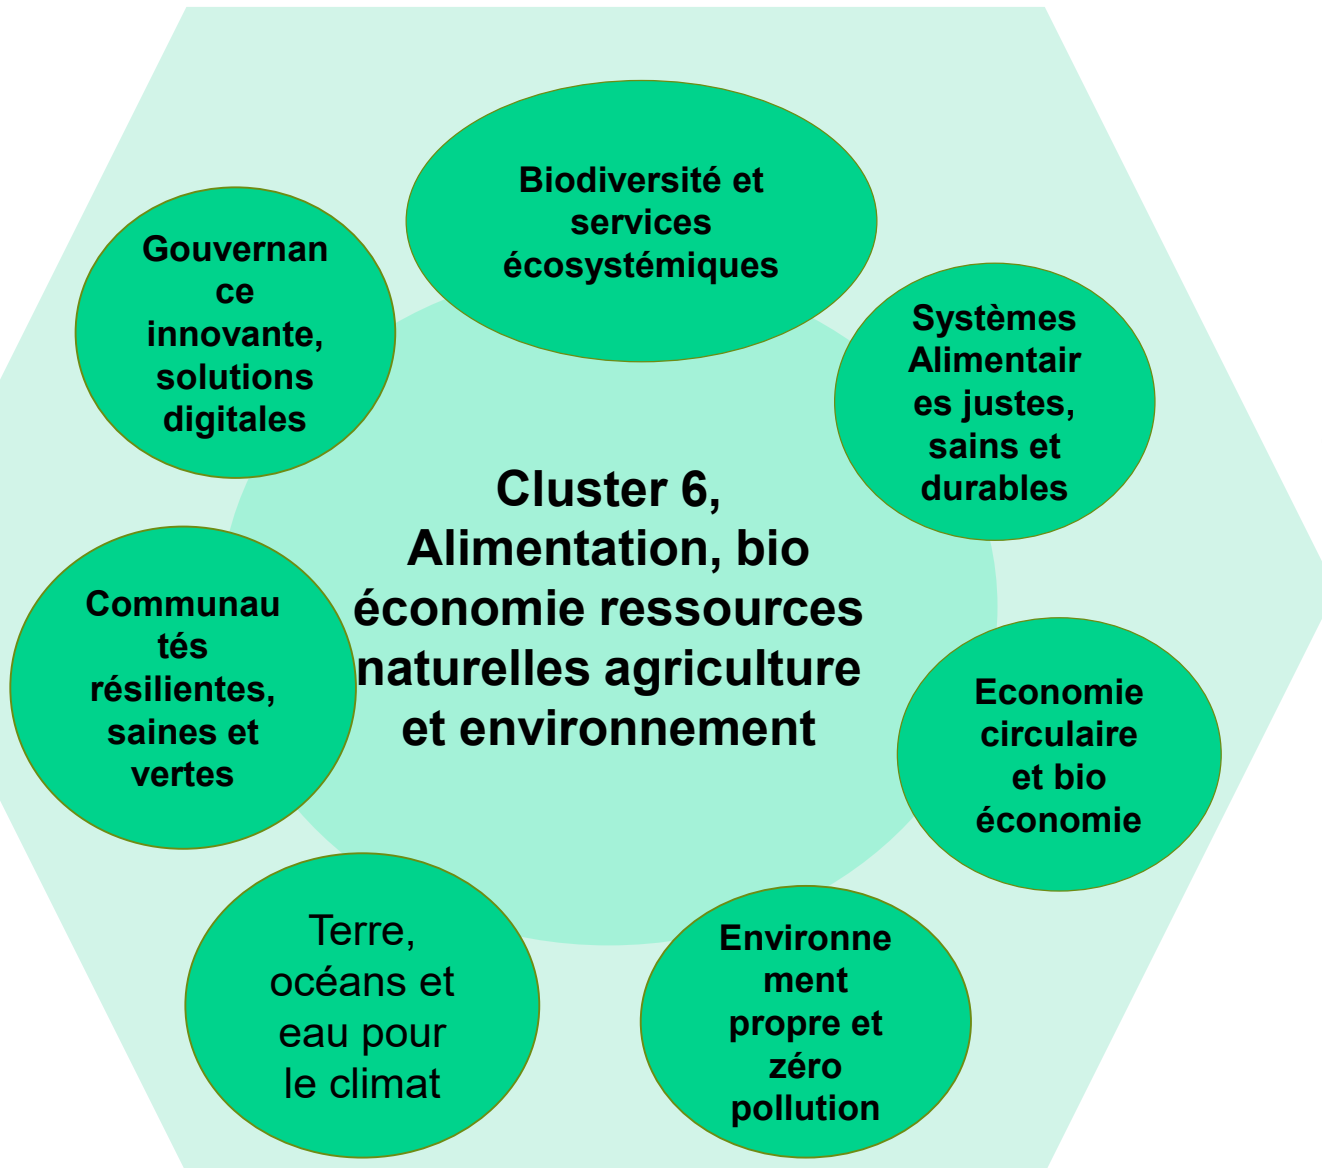 Biodiversité et
services
écosystémiques
Gouvernan
ce
innovante,
solutions
digitales
Systèmes
Alimentair
es justes,
sains et
durables
Cluster 6,
Alimentation, bio
économie ressources
naturelles agriculture
et environnement
Communau
tés
résilientes,
saines et
vertes
Economie
circulaire
et bio
économie
Terre,
océans et
eau pour
le climat
Environne
ment
propre et
zéro
pollution